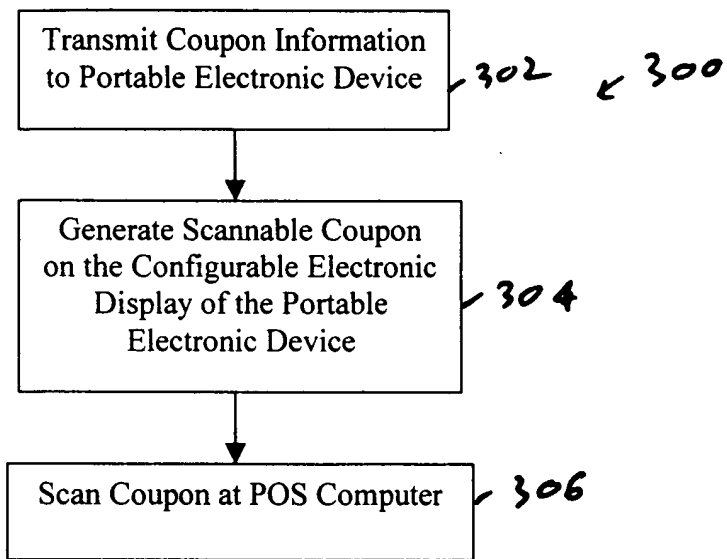 Transmit Coupon Information
to Portable Electronic Device
302
300
Generate Scannable Coupon
on the Configurable Electronic
Display of the Portable
Electronic Device
304
Scan Coupon at POS Computer
306